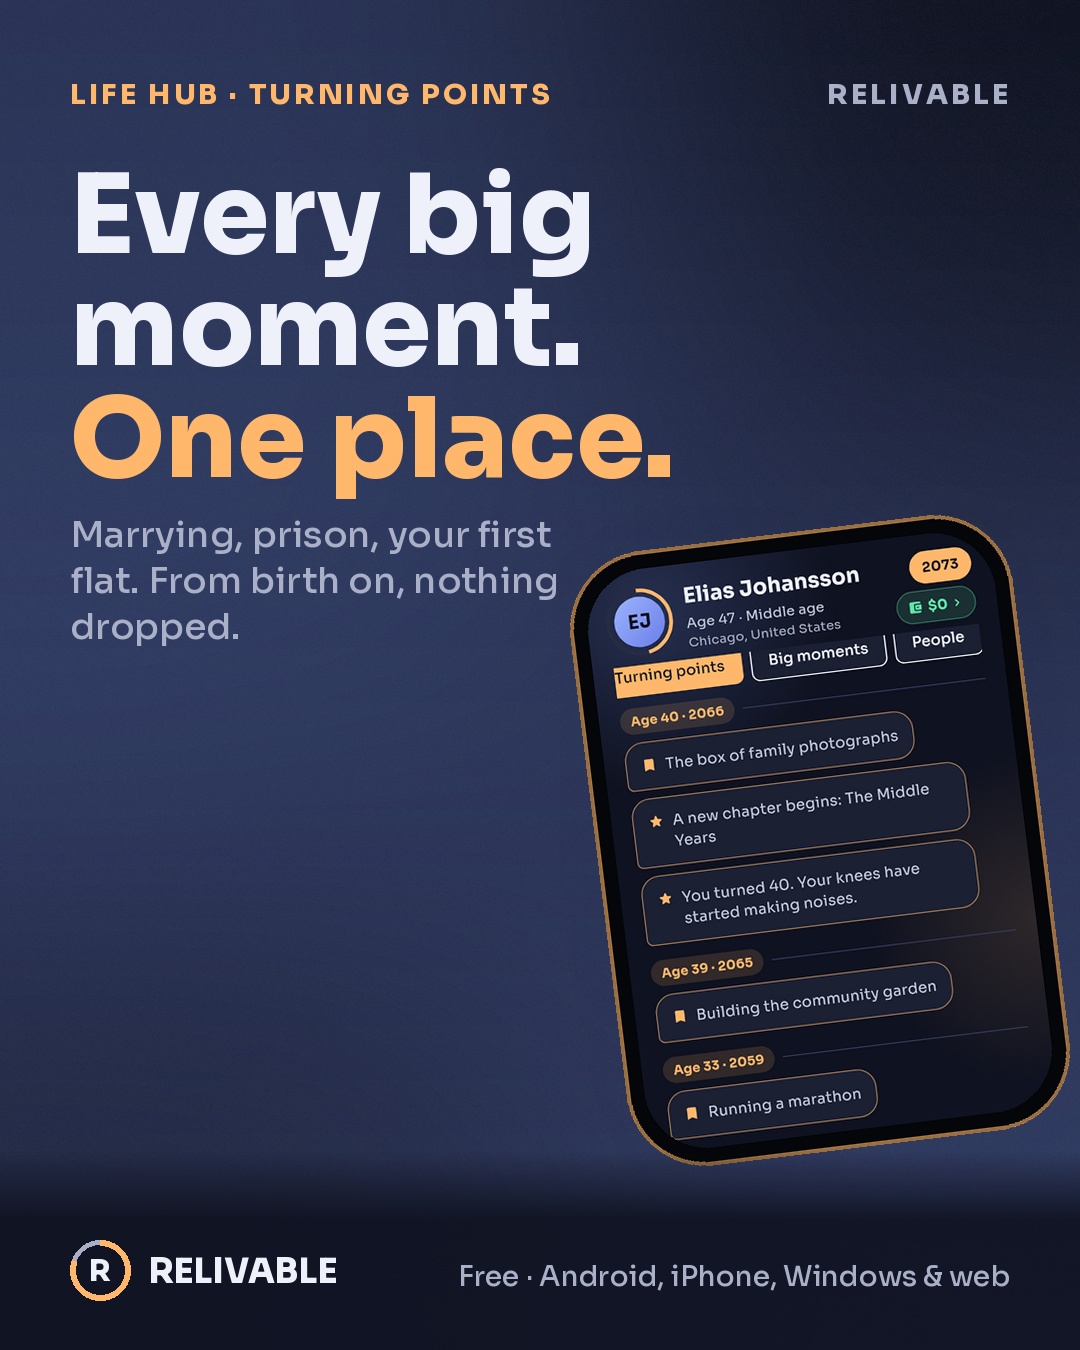 LIFE HUB · TURNING POINTS
RELIVABLE
Every big
moment.
One place.
Marrying, prison, your first
flat. From birth on, nothing
dropped.
EJ
Elias Johansson
Age 47 · Middle age
Chicago, United States
2073
$0 ›
Turning points
Big moments
People
Age 40 · 2066
The box of family photographs
A new chapter begins: The Middle
Years
You turned 40. Your knees have
started making noises.
Age 39 · 2065
Building the community garden
Age 33 · 2059
Running a marathon
R
RELIVABLE
Free · Android, iPhone, Windows & web